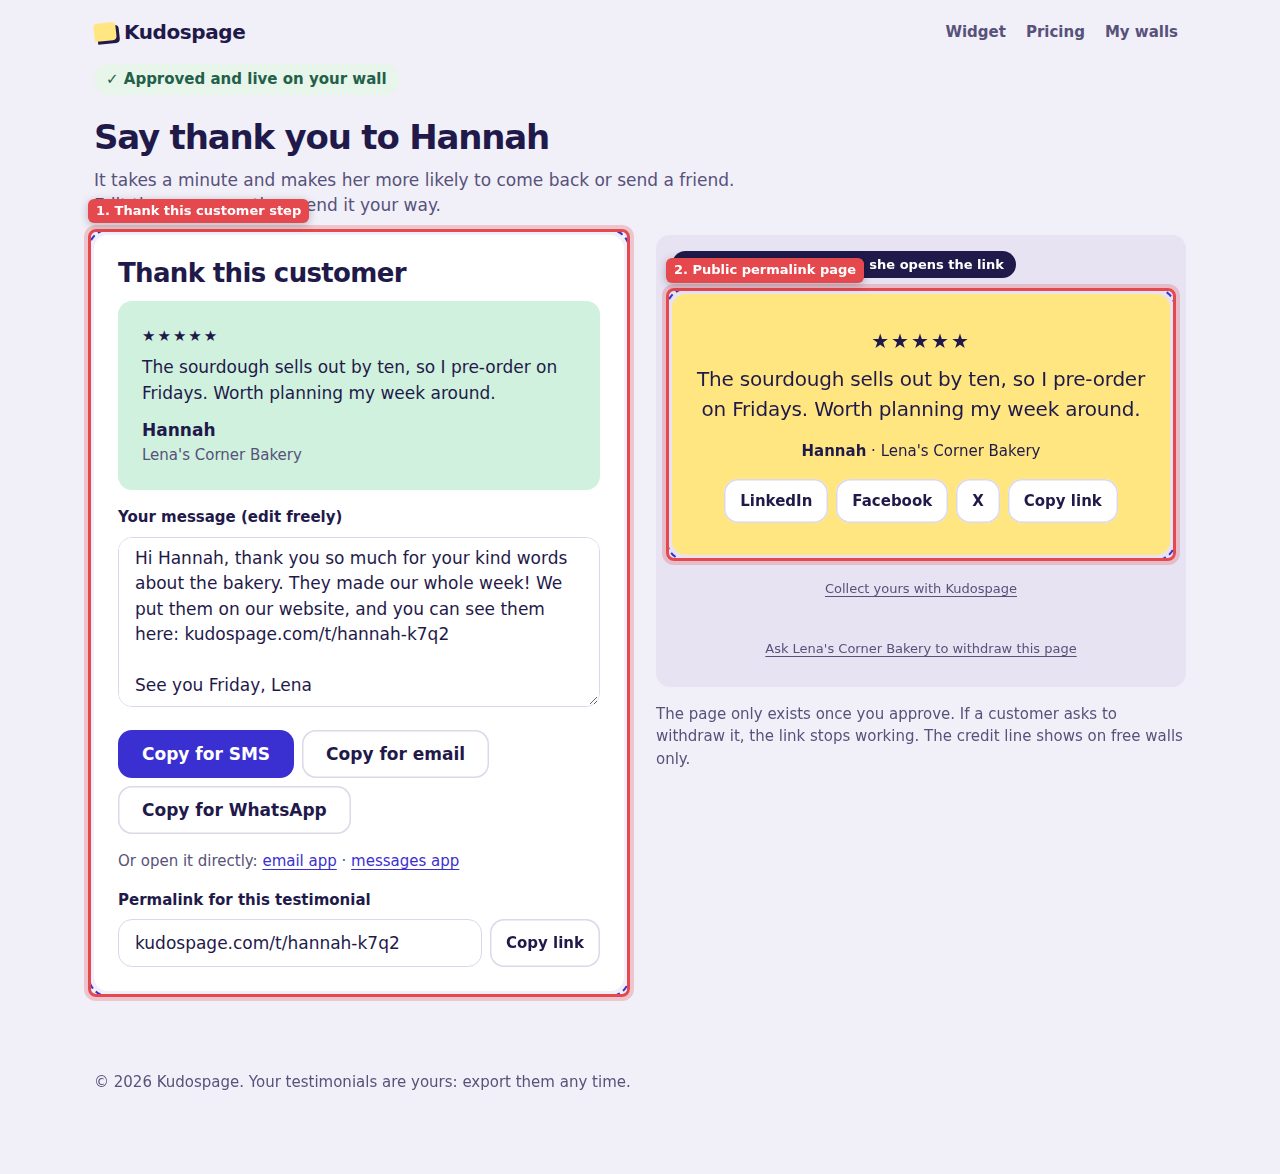 Kudospage
Widget Pricing My walls
✓ Approved and live on your wall
Say thank you to Hannah
It takes a minute and makes her more likely to come back or send a friend.
end it your way.
1. Thank this customer step
Thank this customer
★★★★★
The sourdough sells out by ten, so I pre-order on
Fridays. Worth planning my week around.
Hannah
Lena's Corner Bakery
Your message (edit freely)
Hi Hannah, thank you so much for your kind words
about the bakery. They made our whole week! We
put them on our website, and you can see them
here: kudospage.com/t/hannah-k7q2
See you Friday, Lena
Copy for SMS
Copy for email
Copy for WhatsApp
Or open it directly: email app · messages app
Permalink for this testimonial
kudospage.com/t/hannah-k7q2
Copy link
she opens the link
2. Public permalink page
★★★★★
The sourdough sells out by ten, so I pre-order
on Fridays. Worth planning my week around.
Hannah · Lena's Corner Bakery
LinkedIn
Facebook
X
Copy link
Collect yours with Kudospage
Ask Lena's Corner Bakery to withdraw this page
The page only exists once you approve. If a customer asks to
withdraw it, the link stops working. The credit line shows on free walls
only.
© 2026 Kudospage. Your testimonials are yours: export them any time.